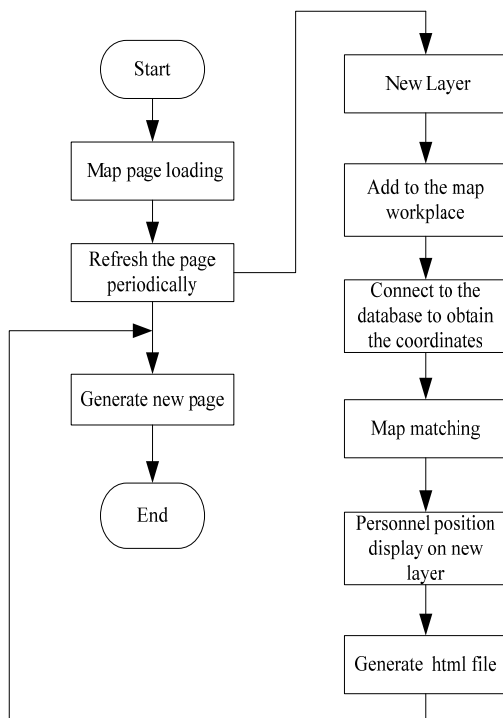 Start
Map page loading
Refresh the page
periodically
Generate new page
End
New Layer
Add to the map
workplace
Connect to the
database to obtain
the coordinates
Map matching
Personnel position
display on new
layer
Generate html file